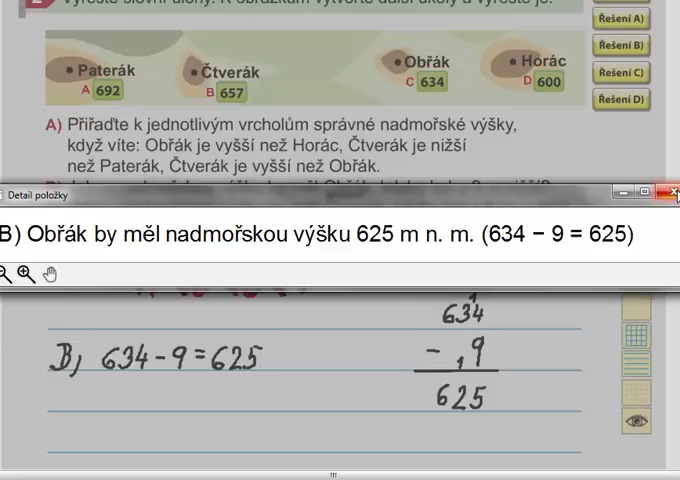 Vyřešte slovní úlohy. K obrázkům vytvořte další úkoly a vyřešte je.
Řešení A)
Řešení B)
Řešení C)
Řešení D)
Paterák
A 692
Čtverák
B 657
Obřák
C 634
Horác
D 600
A) Přiřaďte k jednotlivým vrcholům správné nadmořské výšky,
když víte: Obřák je vyšší než Horác, Čtverák je nižší
než Paterák, Čtverák je vyšší než Obřák.
Detail položky
B) Obřák by měl nadmořskou výšku 625 m n. m. (634 − 9 = 625)
B) 634 - 9 = 625
634
- 9
625